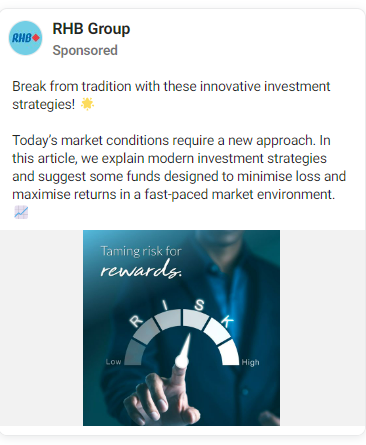 RHB
RHB Group
Sponsored
Break from tradition with these innovative investment
strategies! 🌟
Today's market conditions require a new approach. In
this article, we explain modern investment strategies
and suggest some funds designed to minimise loss and
maximise returns in a fast-paced market environment.
📈
Taming risk for
rewards.
RISK
Low
High